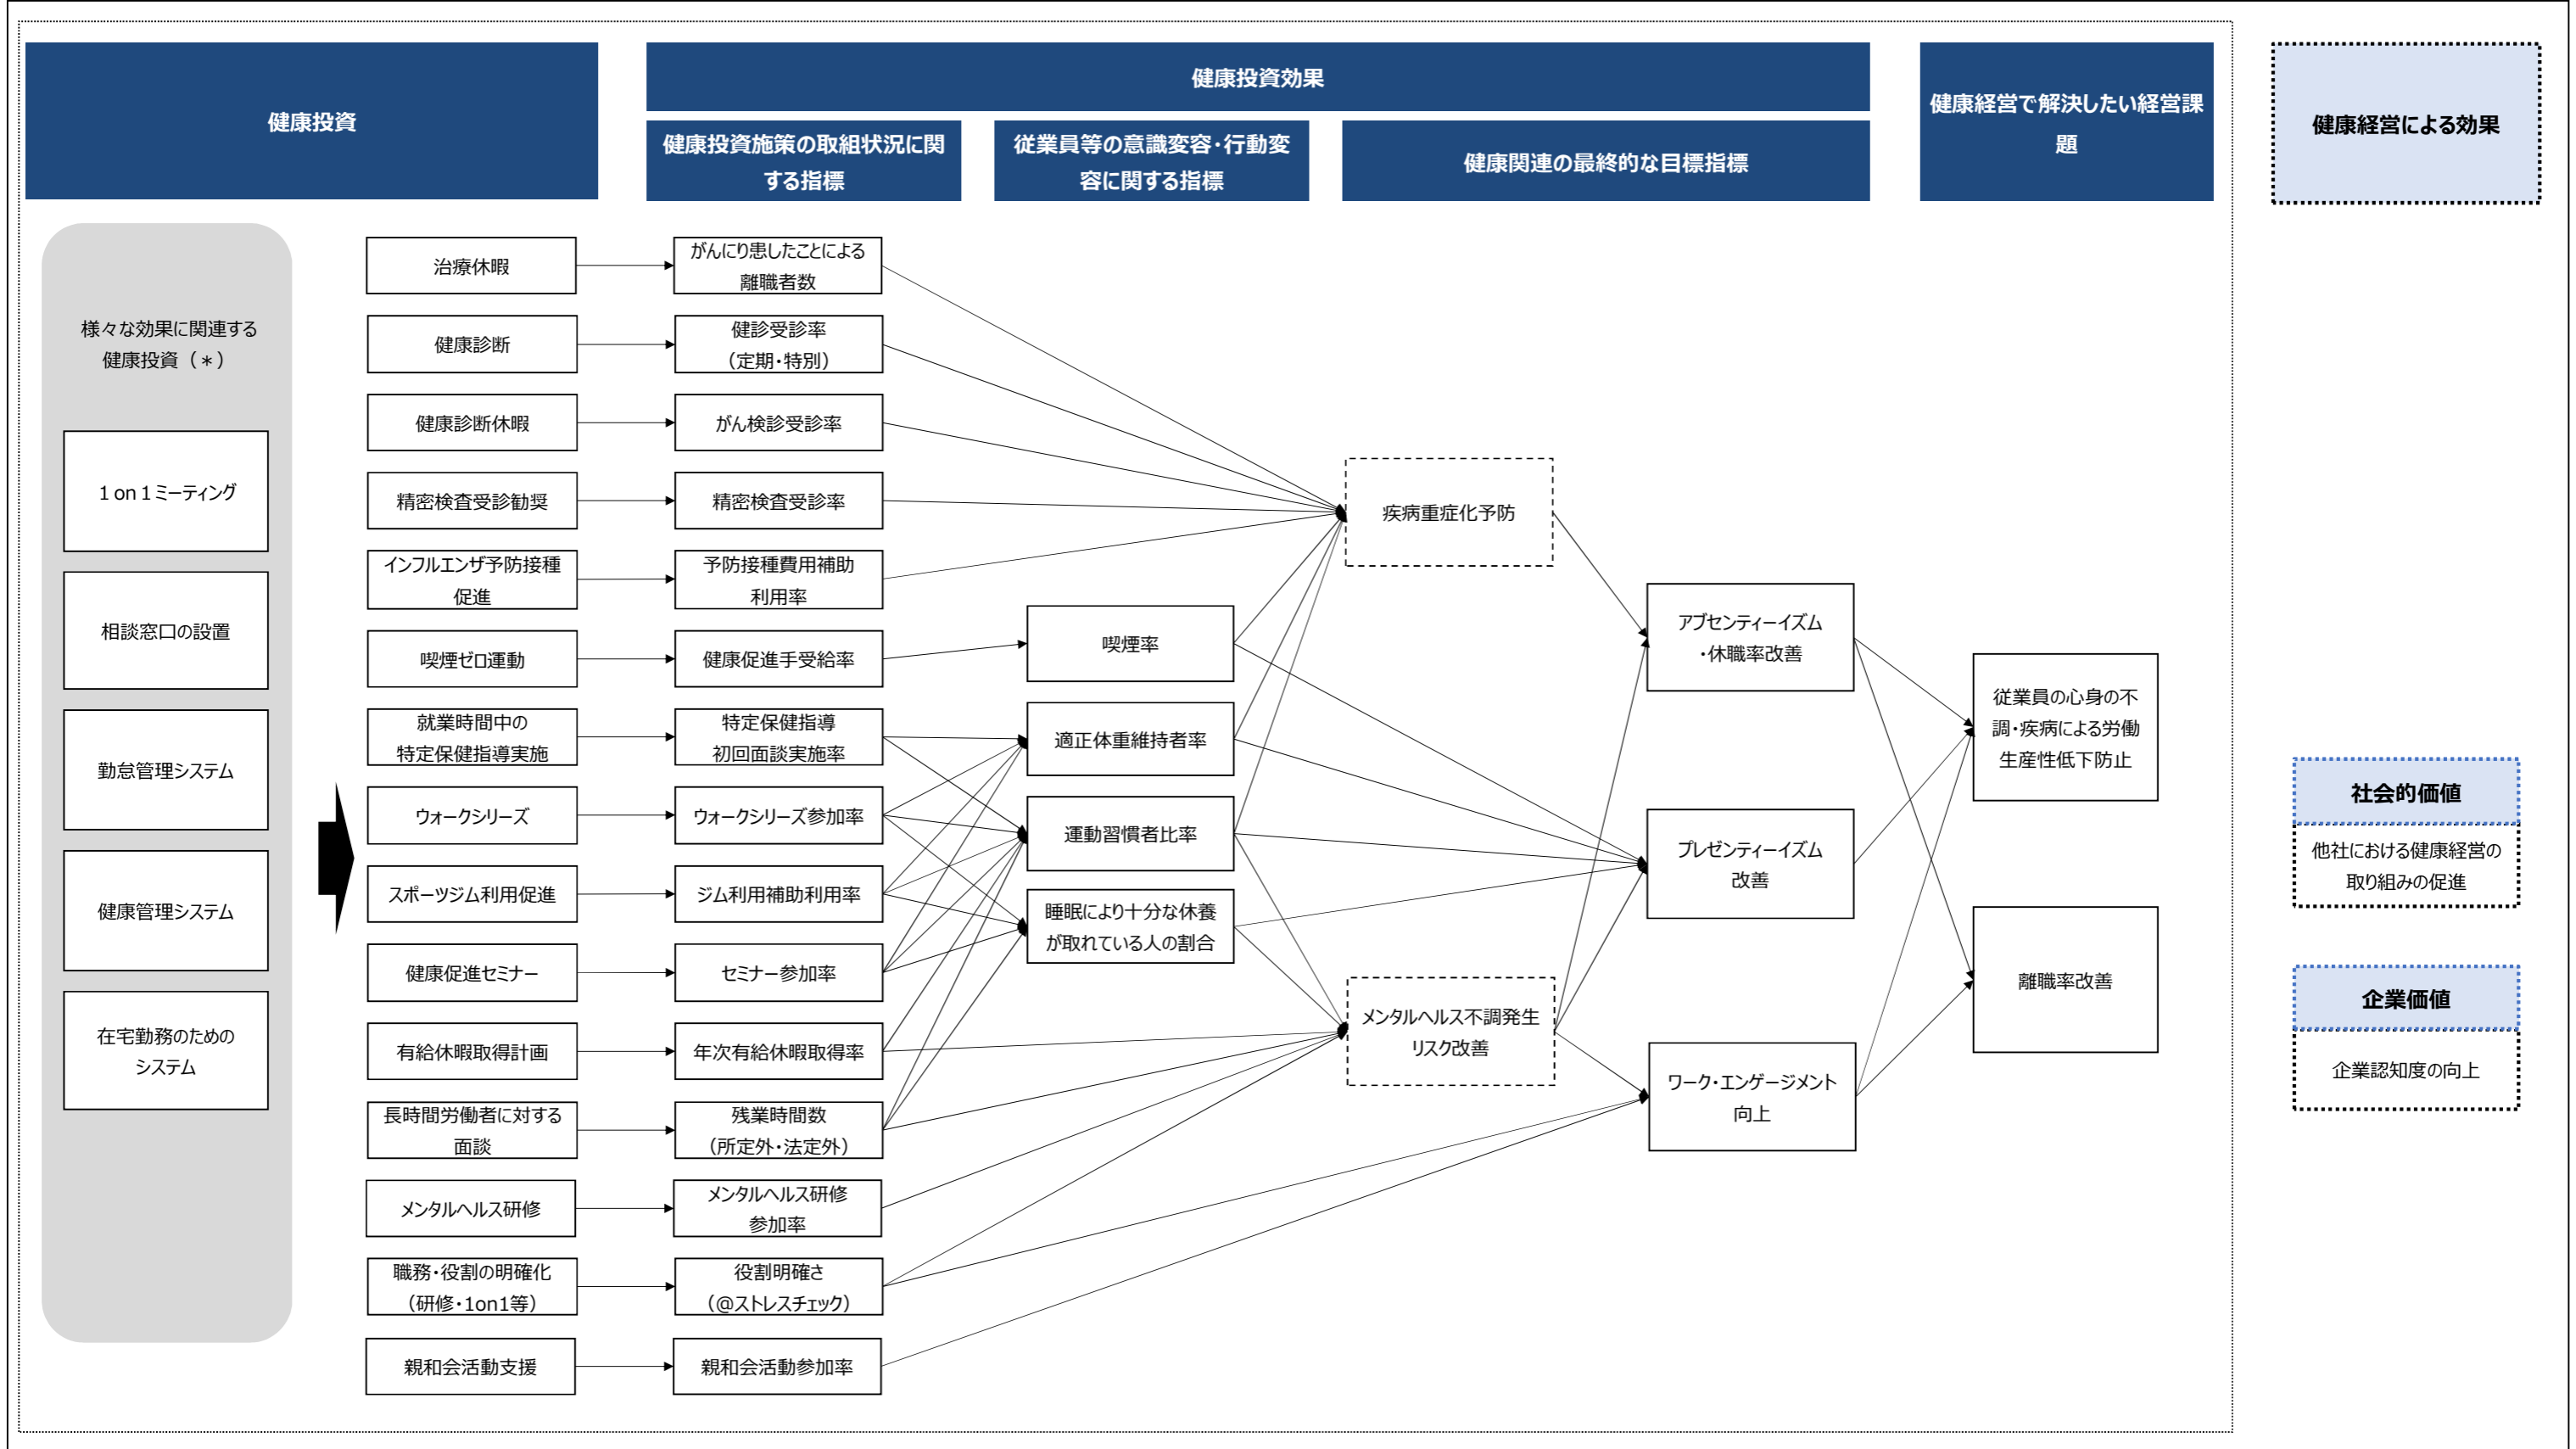 健康投資
健康投資効果
健康経営で解決したい経営課
題
健康経営による効果
健康投資施策の取組状況に関
する指標
従業員等の意識変容・行動変
容に関する指標
健康関連の最終的な目標指標
様々な効果に関連する
健康投資（＊）
１on１ミーティング
相談窓口の設置
勤怠管理システム
健康管理システム
在宅勤務のための
システム
治療休暇
健康診断
健康診断休暇
精密検査受診勧奨
インフルエンザ予防接種
促進
喫煙ゼロ運動
就業時間中の
特定保健指導実施
ウォークシリーズ
スポーツジム利用促進
健康促進セミナー
有給休暇取得計画
長時間労働者に対する
面談
メンタルヘルス研修
職務・役割の明確化
（研修・1on1等）
親和会活動支援
がんにり患したことによる
離職者数
健診受診率
（定期・特別）
がん検診受診率
精密検査受診率
予防接種費用補助
利用率
健康促進手受給率
特定保健指導
初回面談実施率
ウォークシリーズ参加率
ジム利用補助利用率
セミナー参加率
年次有給休暇取得率
残業時間数
（所定外・法定外）
メンタルヘルス研修
参加率
役割明確さ
（@ストレスチェック）
親和会活動参加率
喫煙率
適正体重維持者率
運動習慣者比率
睡眠により十分な休養
が取れている人の割合
疾病重症化予防
メンタルヘルス不調発生
リスク改善
アブセンティーイズム
・休職率改善
プレゼンティーイズム
改善
ワーク・エンゲージメント
向上
従業員の心身の不
調・疾病による労働
生産性低下防止
離職率改善
社会的価値
他社における健康経営の
取り組みの促進
企業価値
企業認知度の向上